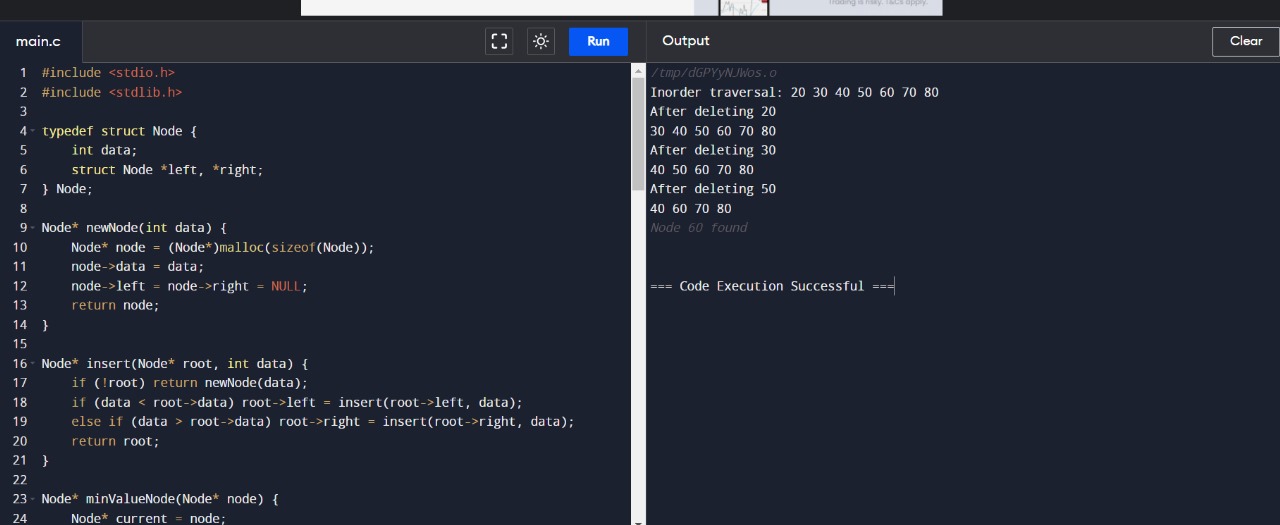 Trading is risky. T&Cs apply.
main.c
Run
Output
Clear
1 #include <stdio.h>
2 #include <stdlib.h>
3
4 typedef struct Node {
5     int data;
6     struct Node *left, *right;
7 } Node;
8
9 Node* newNode(int data) {
10     Node* node = (Node*)malloc(sizeof(Node));
11     node->data = data;
12     node->left = node->right = NULL;
13     return node;
14 }
15
16 Node* insert(Node* root, int data) {
17     if (!root) return newNode(data);
18     if (data < root->data) root->left = insert(root->left, data);
19     else if (data > root->data) root->right = insert(root->right, data);
20     return root;
21 }
22
23 Node* minValueNode(Node* node) {
24     Node* current = node;
/tmp/dGPYyNJWos.o
Inorder traversal: 20 30 40 50 60 70 80
After deleting 20
30 40 50 60 70 80
After deleting 30
40 50 60 70 80
After deleting 50
40 60 70 80
Node 60 found
=== Code Execution Successful ===